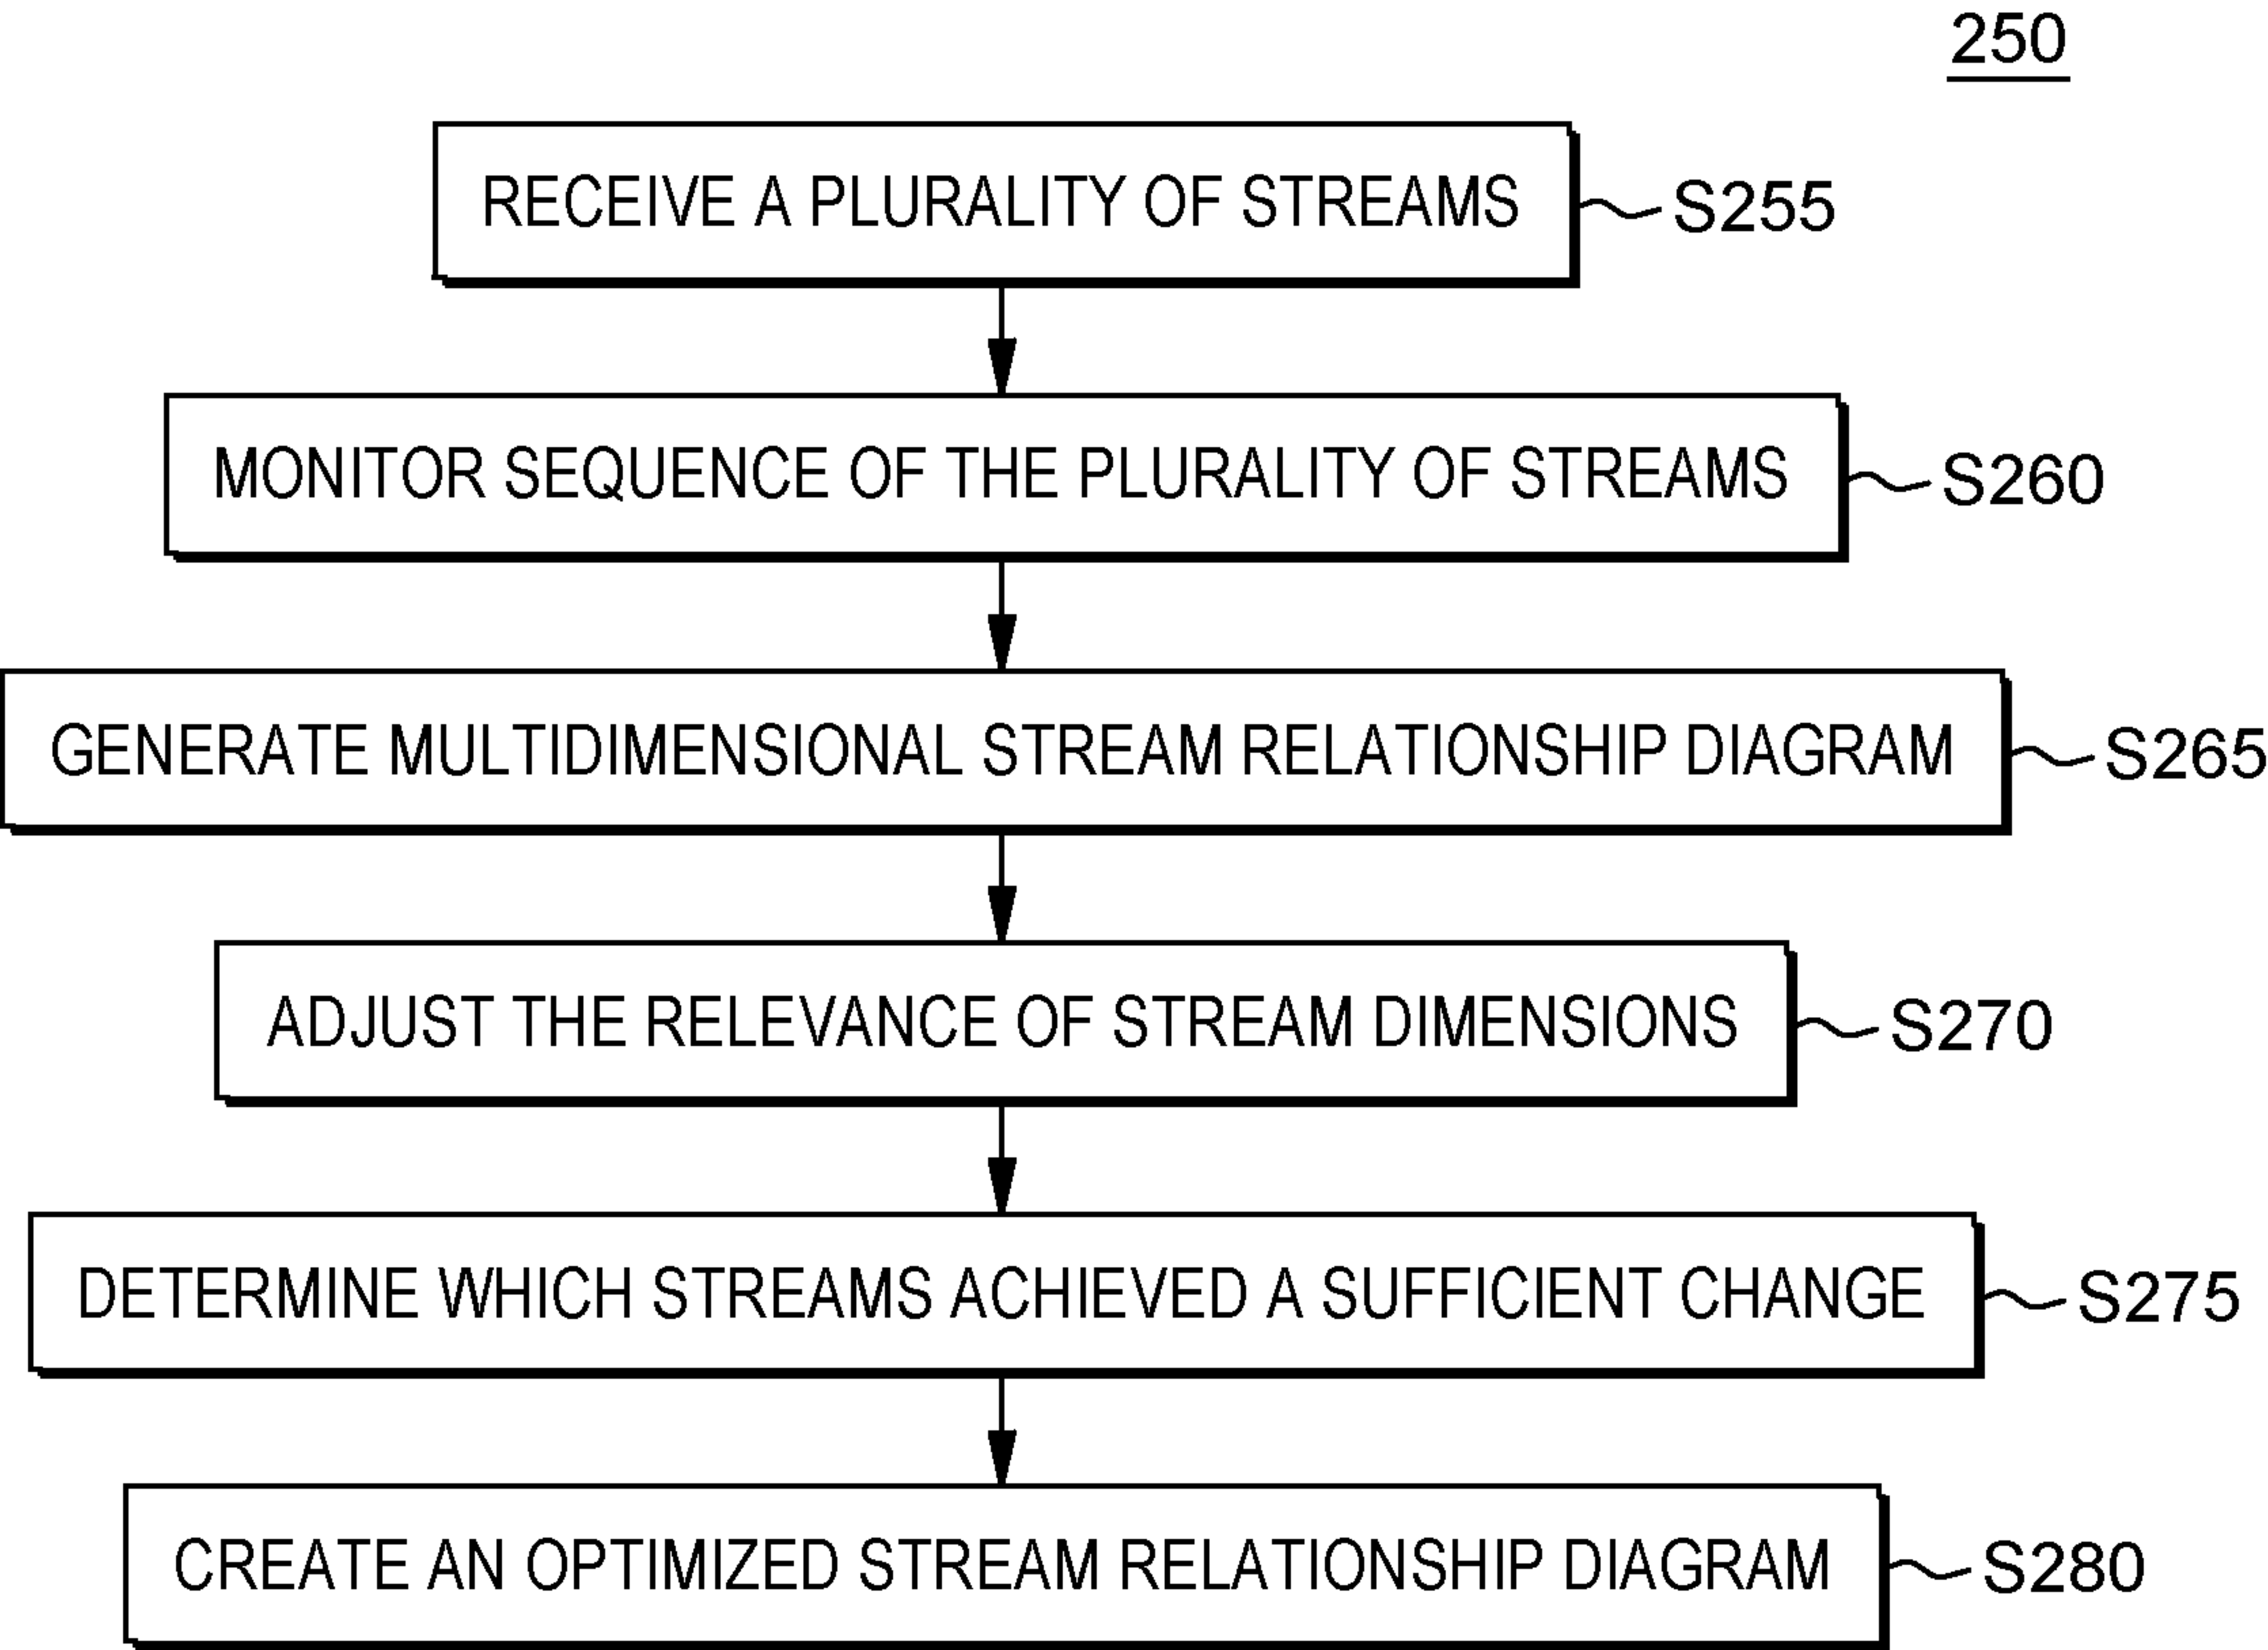 250
RECEIVE A PLURALITY OF STREAMS
S255
MONITOR SEQUENCE OF THE PLURALITY OF STREAMS
S260
GENERATE MULTIDIMENSIONAL STREAM RELATIONSHIP DIAGRAM
S265
ADJUST THE RELEVANCE OF STREAM DIMENSIONS
S270
DETERMINE WHICH STREAMS ACHIEVED A SUFFICIENT CHANGE
S275
CREATE AN OPTIMIZED STREAM RELATIONSHIP DIAGRAM
S280